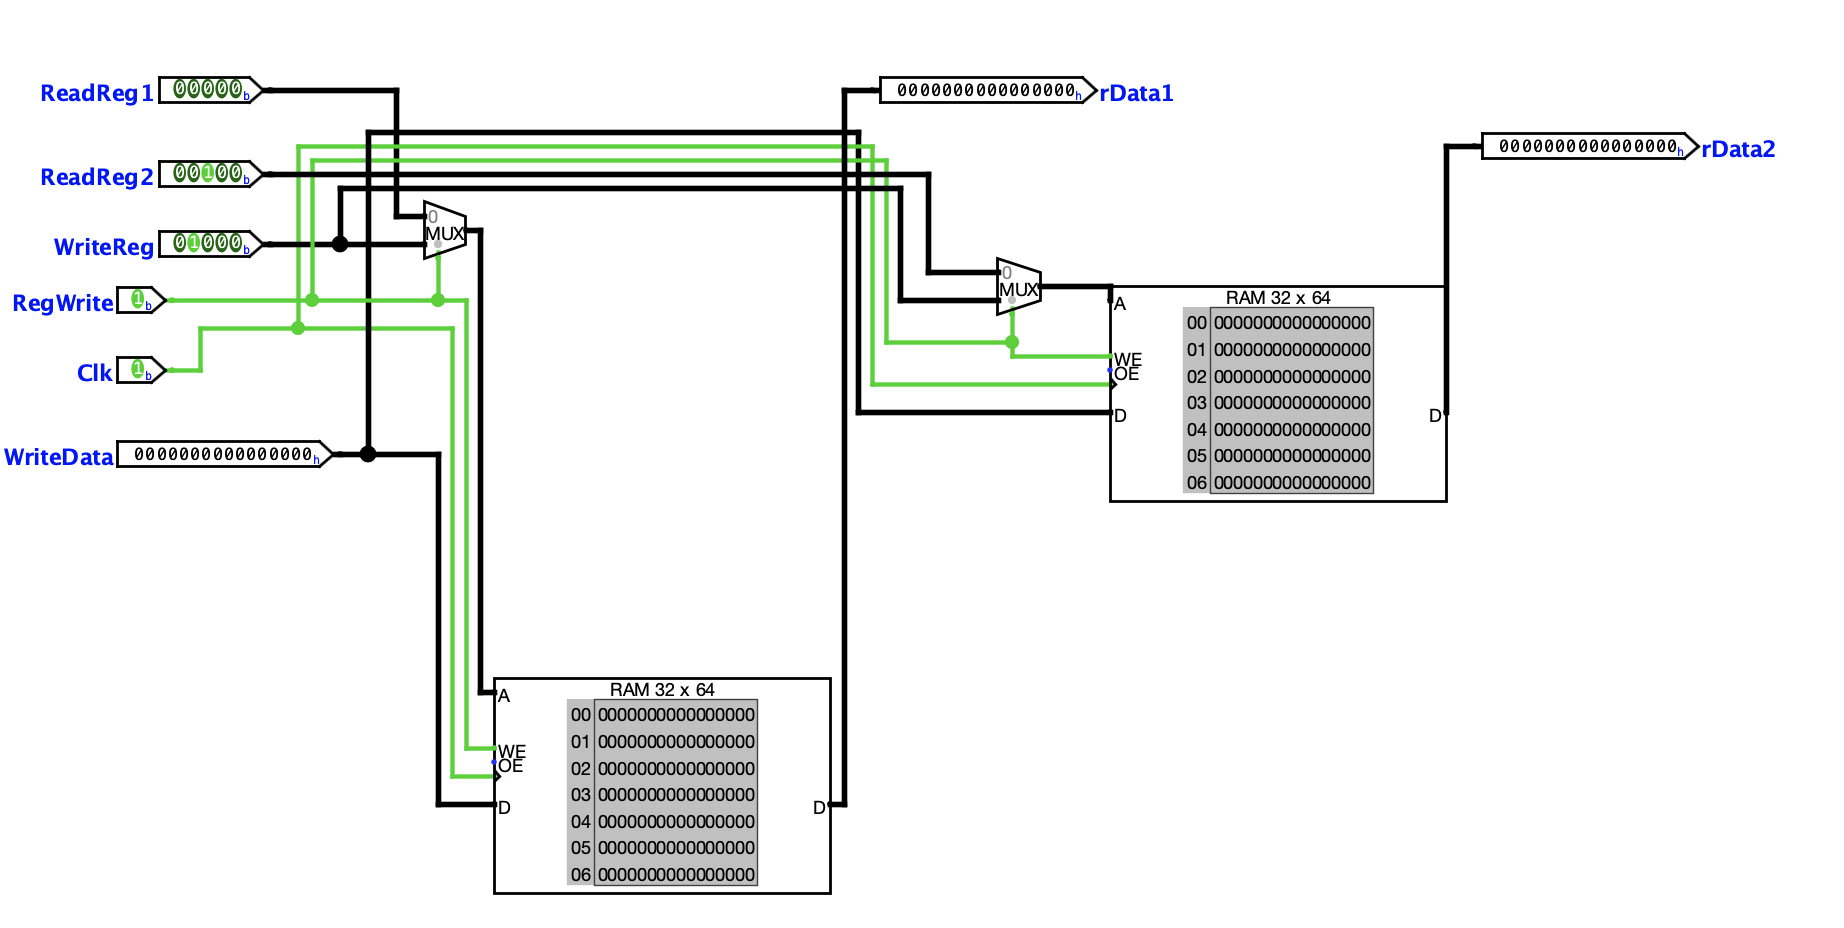 ReadReg1 00000b
0000000000000000h rData1
ReadReg2 00100b
0000000000000000h rData2
WriteReg 01000b
0
MUX
RegWrite 1b
Clk 1b
WriteData 0000000000000000h
0
MUX
RAM 32 x 64
A
WE
OE
D
D
00 0000000000000000
01 0000000000000000
02 0000000000000000
03 0000000000000000
04 0000000000000000
05 0000000000000000
06 0000000000000000
RAM 32 x 64
A
WE
OE
D
D
00 0000000000000000
01 0000000000000000
02 0000000000000000
03 0000000000000000
04 0000000000000000
05 0000000000000000
06 0000000000000000